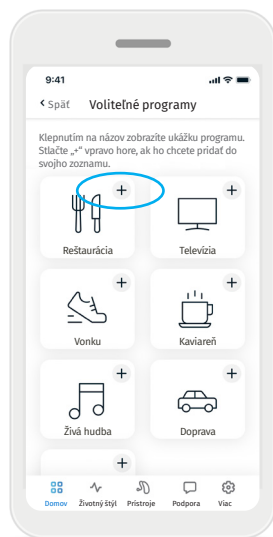 9:41
Späť Voliteľné programy
Klepnutím na názov zobrazíte ukážku programu.
Stlačte „+“ vpravo hore, ak ho chcete pridať do
svojho zoznamu.
+ +
Reštaurácia Televízia
+ +
Vonku Kaviareň
+ +
Živá hudba Doprava
+
Domov Životný štýl Prístroje Podpora Viac